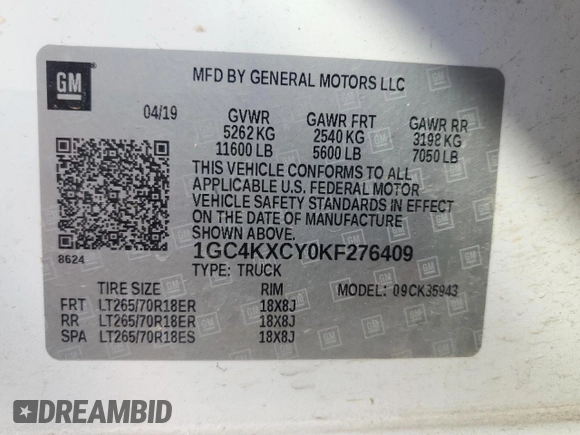 GM
MFD BY GENERAL MOTORS LLC
04/19 GVWR GAWR FRT GAWR RR
5262 KG 2540 KG 3198 KG
11600 LB 5600 LB 7050 LB
THIS VEHICLE CONFORMS TO ALL
APPLICABLE U.S. FEDERAL MOTOR
VEHICLE SAFETY STANDARDS IN EFFECT
ON THE DATE OF MANUFACTURE
SHOWN ABOVE.
8624 1GC4KXCY0KF276409
TYPE: TRUCK
TIRE SIZE RIM MODEL: 09CK35943
FRT LT265/70R18ER 18X8J
RR LT265/70R18ER 18X8J
SPA LT265/70R18ES 18X8J
DREAMBID